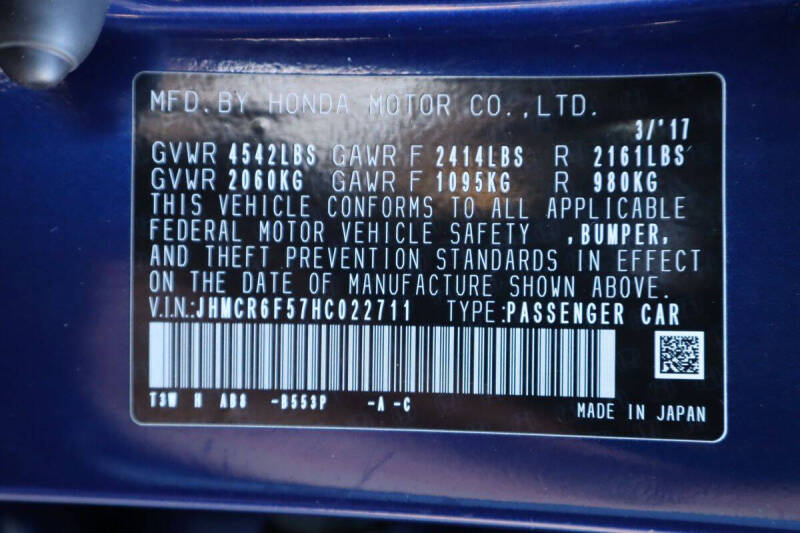 MFD. BY HONDA MOTOR CO.,LTD.
3/'17
GVWR 4542LBS GAWR F 2414LBS R 2161LBS
GVWR 2060KG GAWR F 1095KG R 980KG
THIS VEHICLE CONFORMS TO ALL APPLICABLE
FEDERAL MOTOR VEHICLE SAFETY ,BUMPER,
AND THEFT PREVENTION STANDARDS IN EFFECT
ON THE DATE OF MANUFACTURE SHOWN ABOVE.
V.I.N.:JHMCR6F57HC022711 TYPE:PASSENGER CAR
T3W N AB8 -B553P -A -C
MADE IN JAPAN